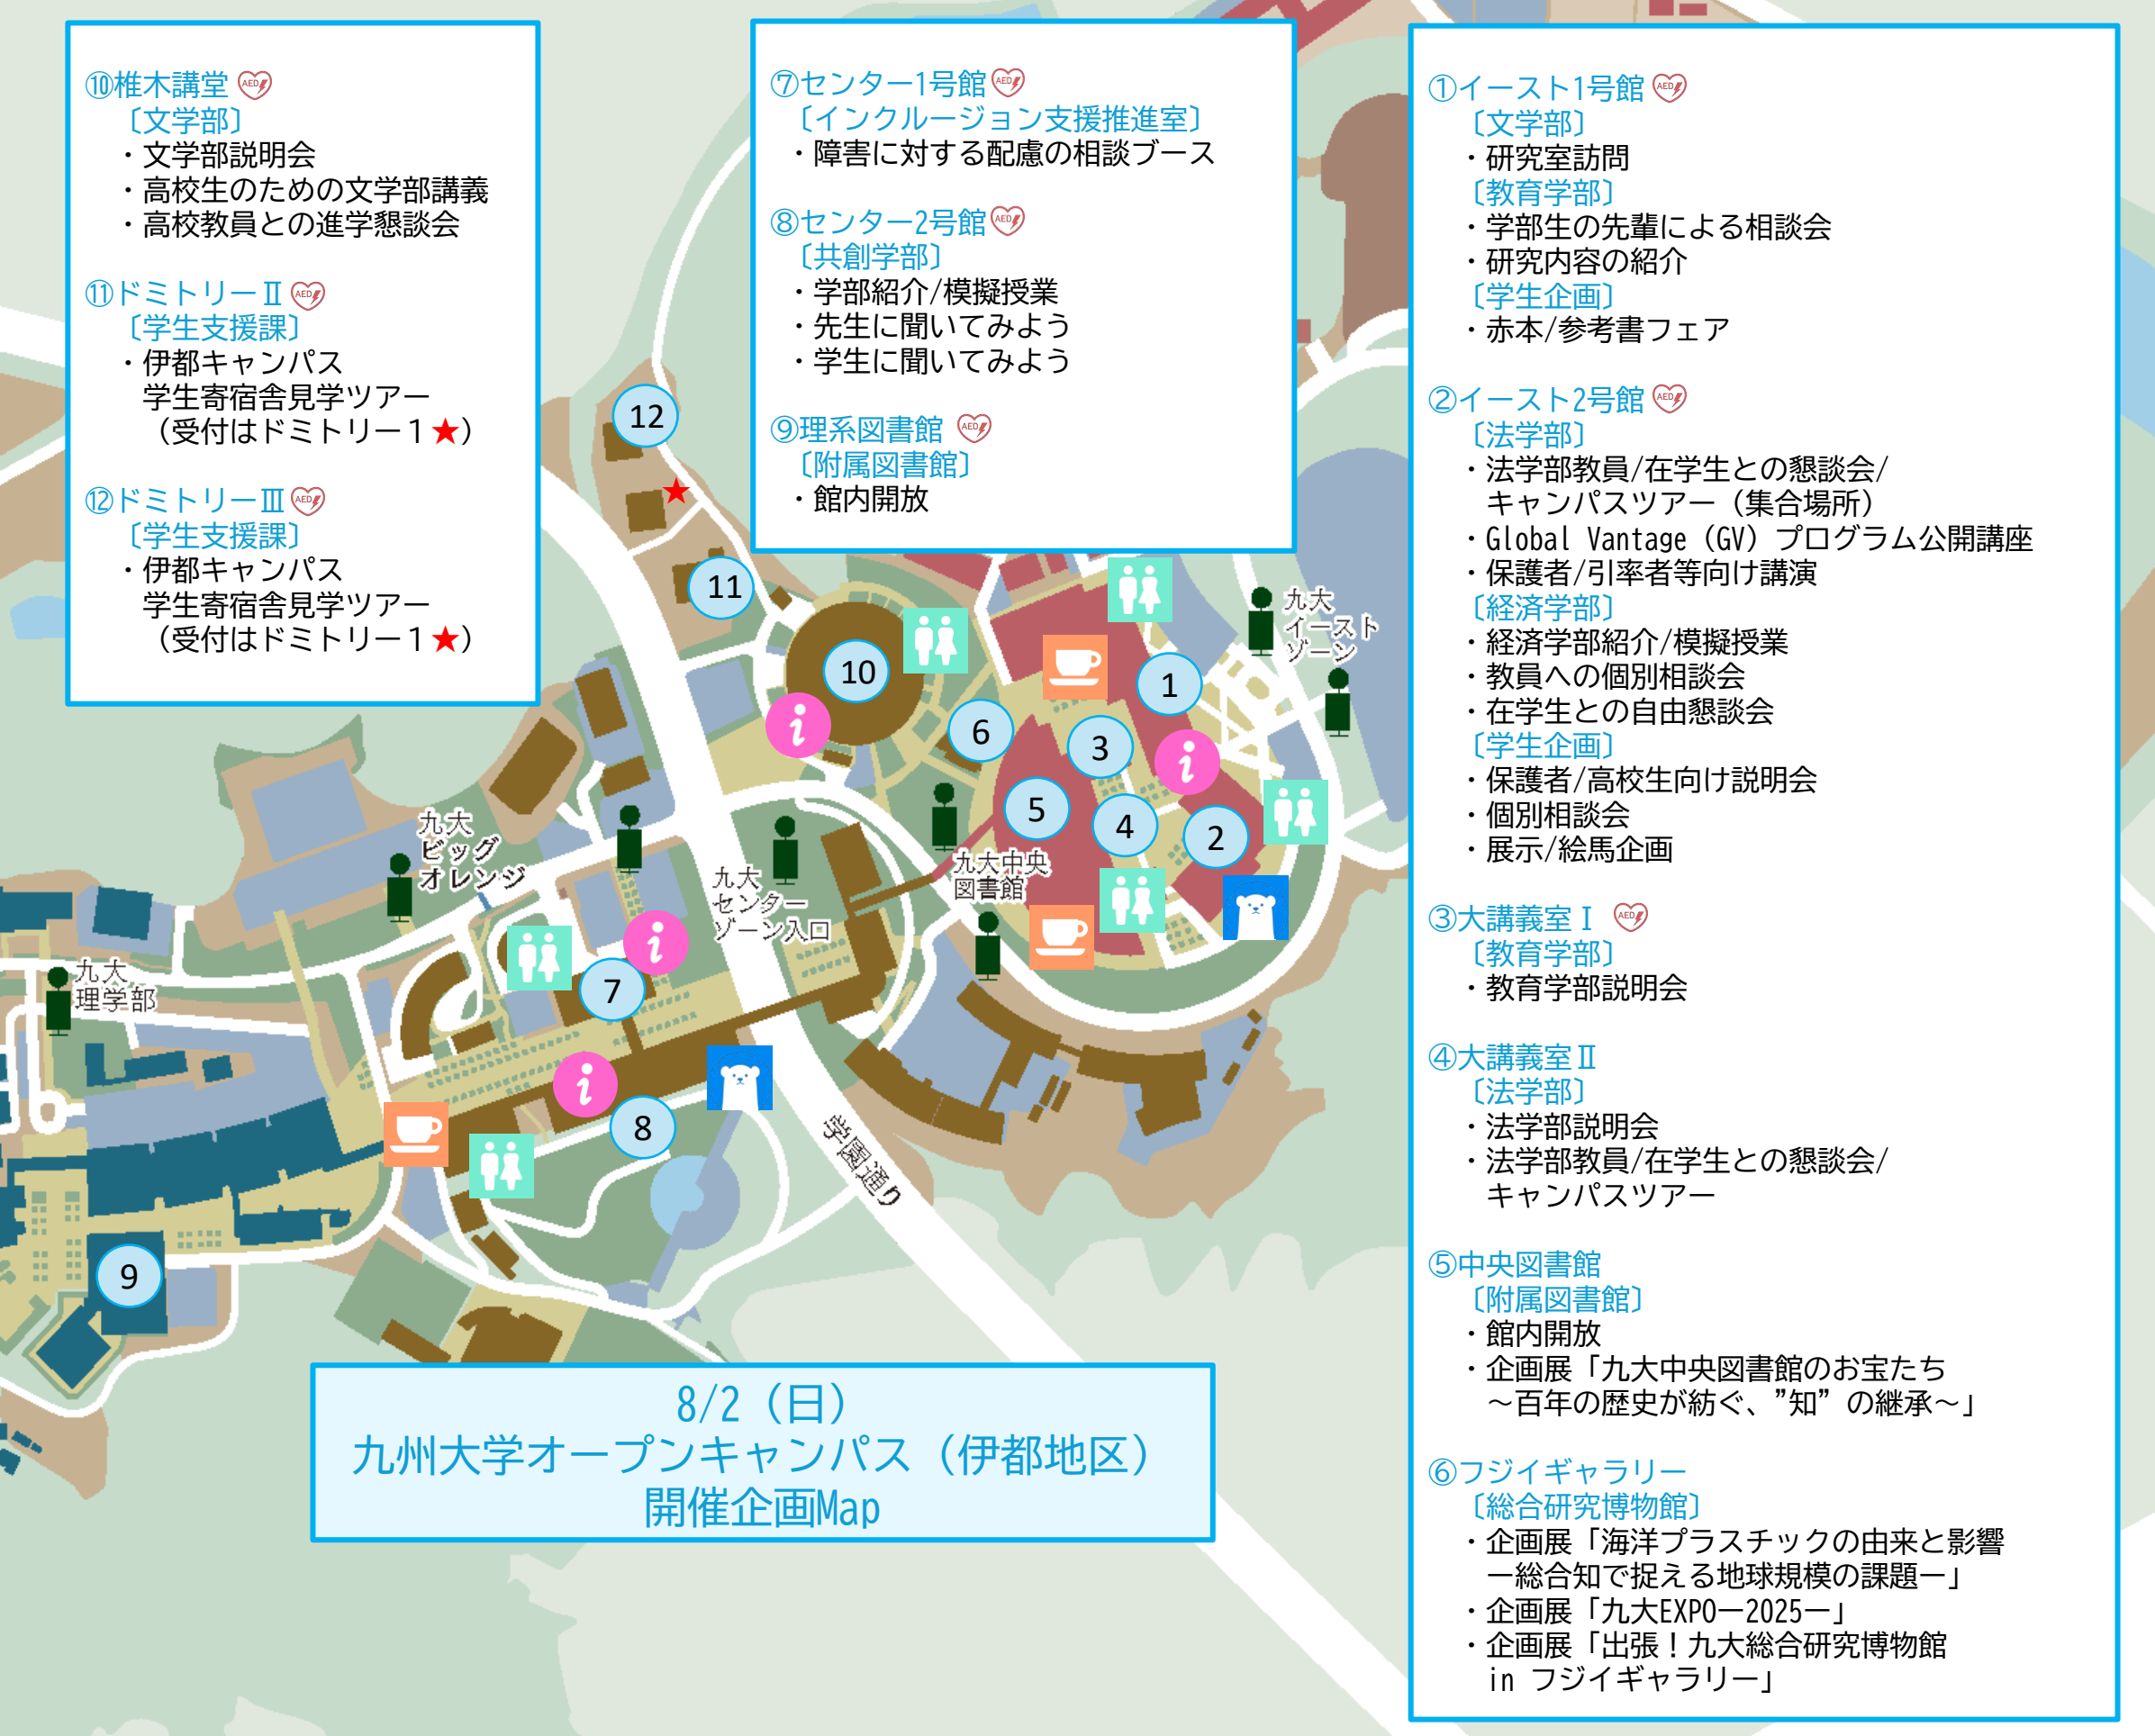 ⑩椎木講堂 AED
〔文学部〕
・文学部説明会
・高校生のための文学部講義
・高校教員との進学懇談会
⑪ドミトリーⅡ AED
〔学生支援課〕
・伊都キャンパス
学生寄宿舎見学ツアー
（受付はドミトリー１★）
⑫ドミトリーⅢ AED
〔学生支援課〕
・伊都キャンパス
学生寄宿舎見学ツアー
（受付はドミトリー１★）
⑦センター1号館 AED
〔インクルージョン支援推進室〕
・障害に対する配慮の相談ブース
⑧センター2号館 AED
〔共創学部〕
・学部紹介/模擬授業
・先生に聞いてみよう
・学生に聞いてみよう
⑨理系図書館 AED
〔附属図書館〕
・館内開放
①イースト1号館 AED
〔文学部〕
・研究室訪問
〔教育学部〕
・学部生の先輩による相談会
・研究内容の紹介
〔学生企画〕
・赤本/参考書フェア
②イースト2号館 AED
〔法学部〕
・法学部教員/在学生との懇談会/
キャンパスツアー（集合場所）
・Global Vantage（GV）プログラム公開講座
・保護者/引率者等向け講演
〔経済学部〕
・経済学部紹介/模擬授業
・教員への個別相談会
・在学生との自由懇談会
〔学生企画〕
・保護者/高校生向け説明会
・個別相談会
・展示/絵馬企画
③大講義室Ⅰ AED
〔教育学部〕
・教育学部説明会
④大講義室Ⅱ
〔法学部〕
・法学部説明会
・法学部教員/在学生との懇談会/
キャンパスツアー
⑤中央図書館
〔附属図書館〕
・館内開放
・企画展「九大中央図書館のお宝たち
～百年の歴史が紡ぐ、”知”の継承～」
⑥フジイギャラリー
〔総合研究博物館〕
・企画展「海洋プラスチックの由来と影響
ー総合知で捉える地球規模の課題ー」
・企画展「九大EXPOー2025ー」
・企画展「出張！九大総合研究博物館
in フジイギャラリー」
12
11
10
九大
イースト
ゾーン
1
6
3
i
i
5
4
2
九大
ビッグ
オレンジ
九大中央
図書館
九大
センター
ゾーン入口
i
7
九大
理学部
i
8
学園通り
9
8/2（日）
九州大学オープンキャンパス（伊都地区）
開催企画Map